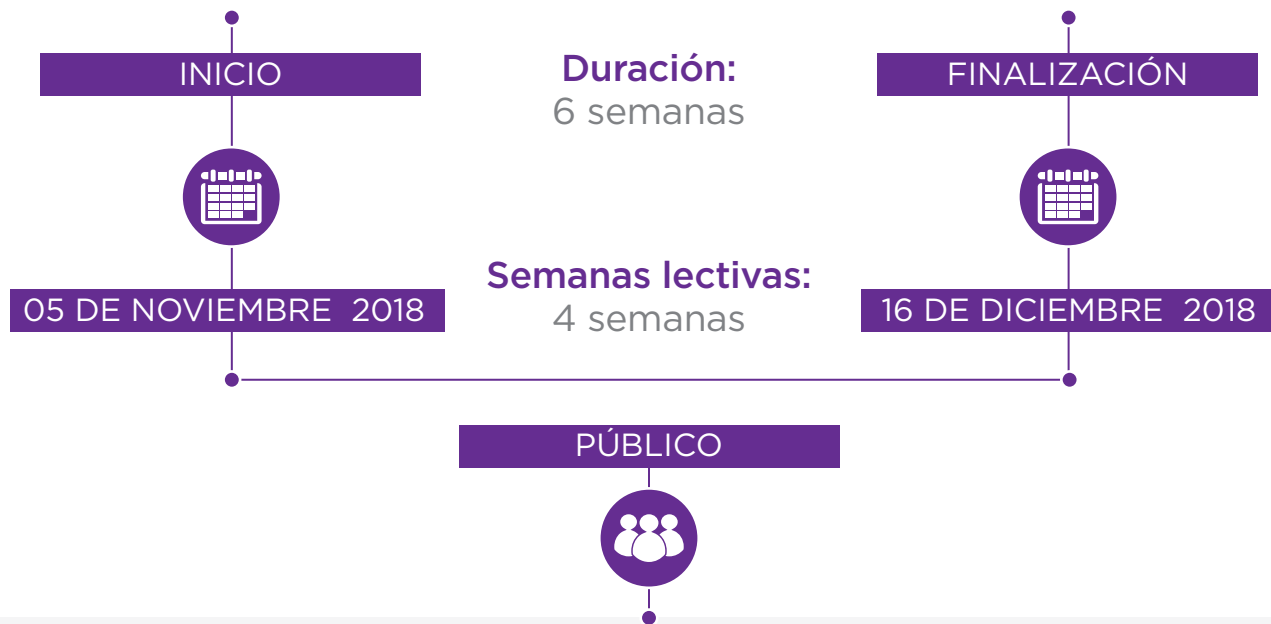 INICIO
Duración:
6 semanas
FINALIZACIÓN
05 DE NOVIEMBRE 2018
Semanas lectivas:
4 semanas
16 DE DICIEMBRE 2018
PÚBLICO